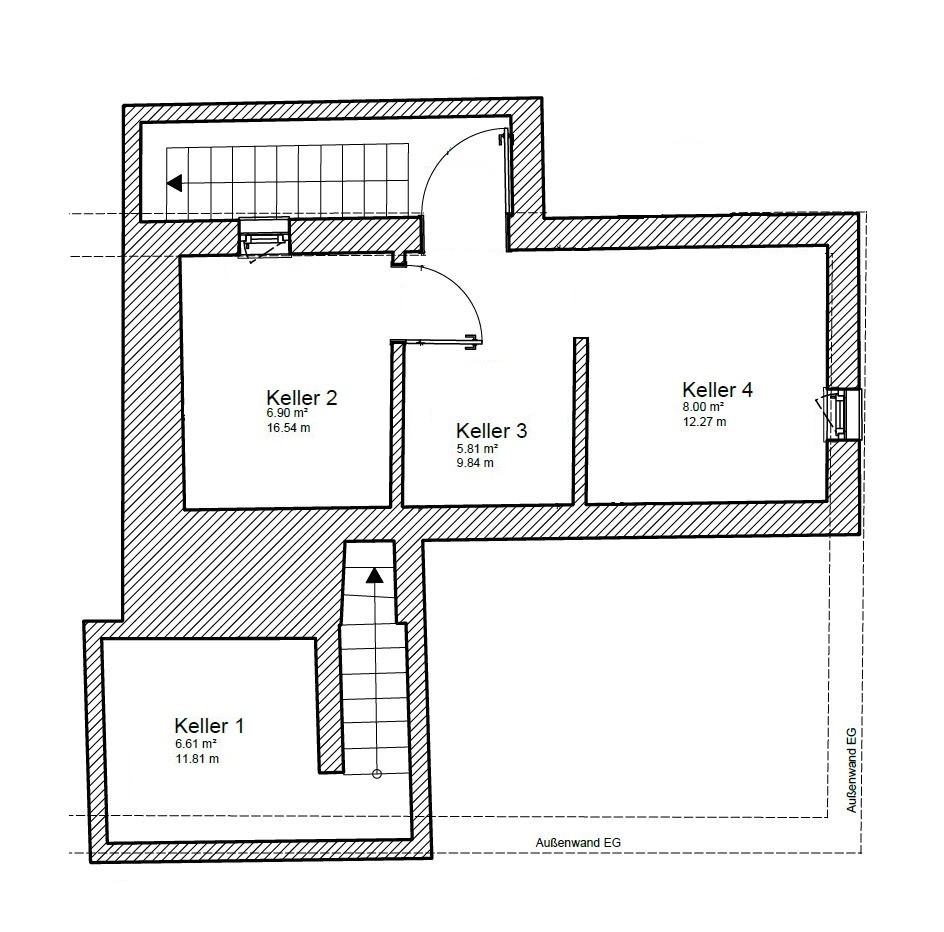 Keller 2
6.90 m²
16.54 m
Keller 3
5.81 m²
9.84 m
Keller 4
8.00 m²
12.27 m
Keller 1
6.61 m²
11.81 m
Außenwand EG
Außenwand EG